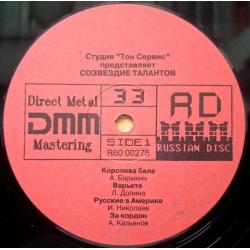 Студия "Тон Сервис"
представляет
СОЗВЕЗДИЕ ТАЛАНТОВ
Direct Metal
DMM
Mastering
33
SIDE 1
R60 00275
RD
RUSSIAN DISC
Королева бала
А. Барыкин
Варьете
Л. Долина
Русские в Америке
И. Николаев
За кордон
А. Кальянов